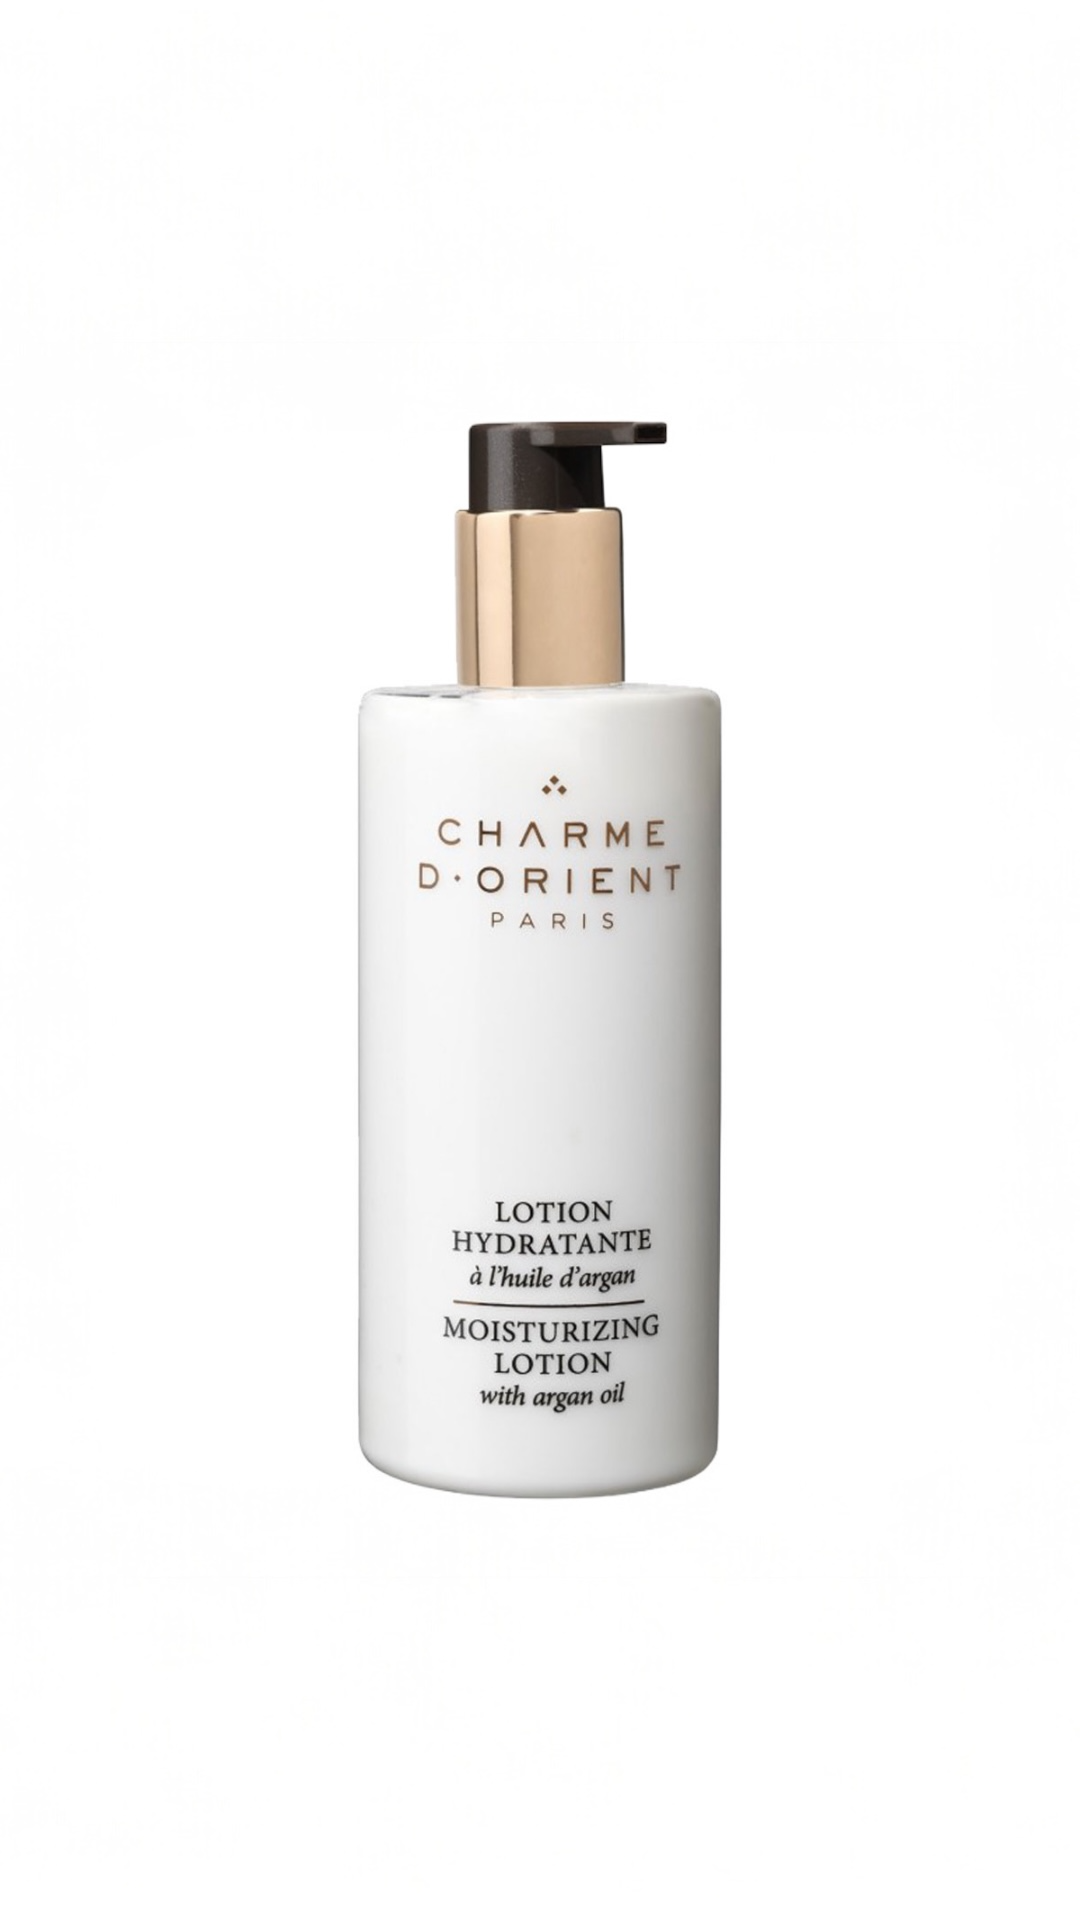 CHARME
D·ORIENT
PARIS
LOTION
HYDRATANTE
à l'huile d'argan
MOISTURIZING
LOTION
with argan oil